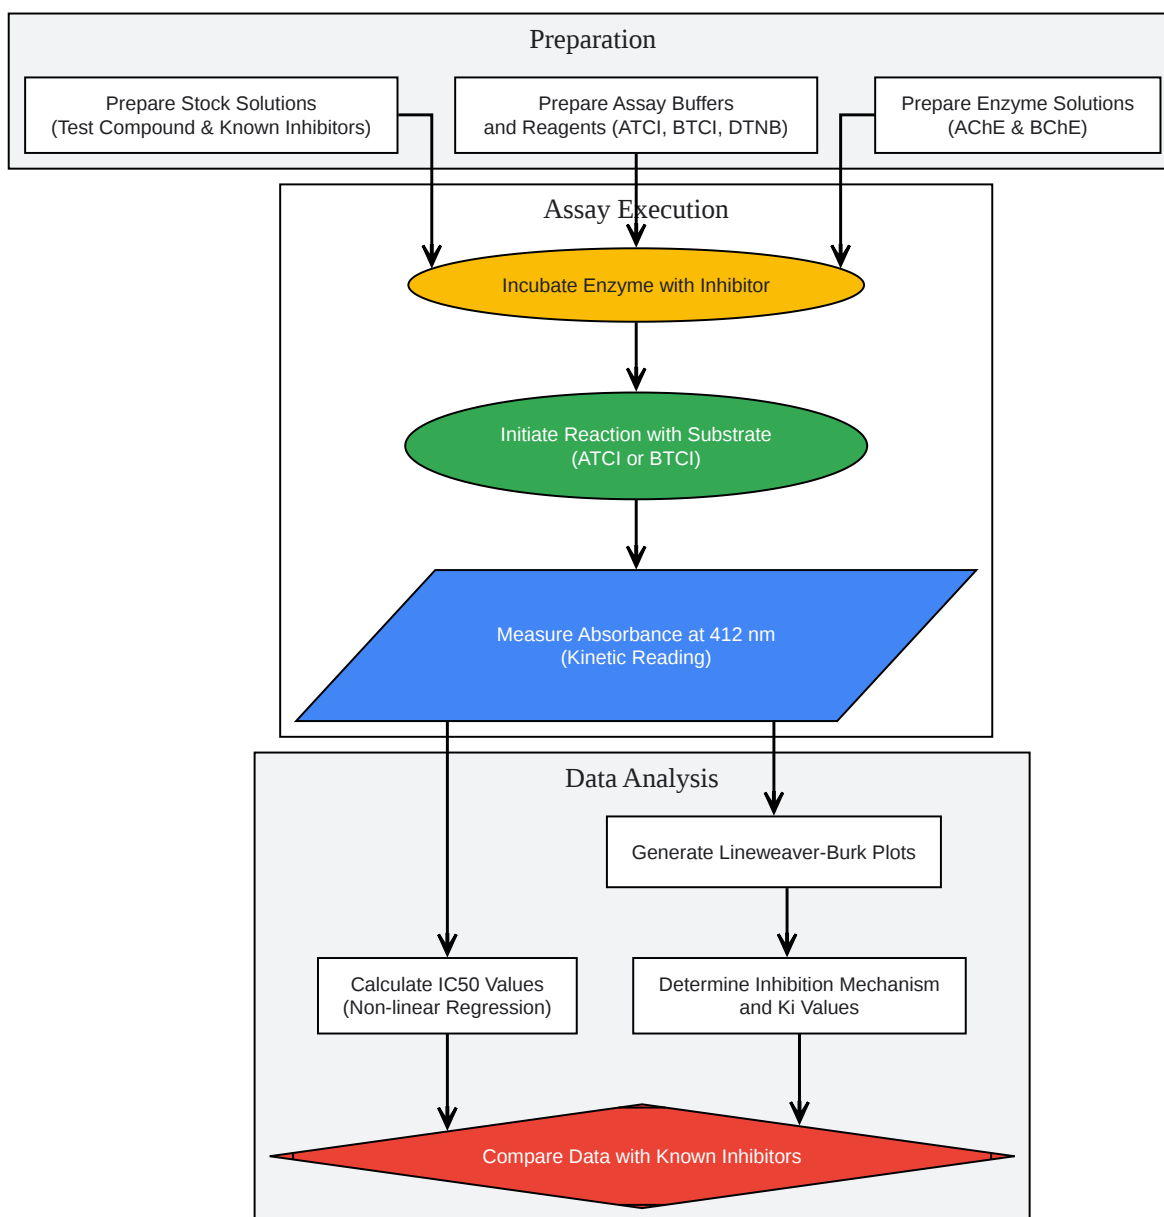 Preparation
Prepare Stock Solutions
(Test Compound & Known Inhibitors)
Prepare Assay Buffers
and Reagents (ATCI, BTCI, DTNB)
Prepare Enzyme Solutions
(AChE & BChE)
Assay Execution
Incubate Enzyme with Inhibitor
Initiate Reaction with Substrate
(ATCI or BTCI)
Measure Absorbance at 412 nm
(Kinetic Reading)
Data Analysis
Generate Lineweaver-Burk Plots
Calculate IC50 Values
(Non-linear Regression)
Determine Inhibition Mechanism
and Ki Values
Compare Data with Known Inhibitors